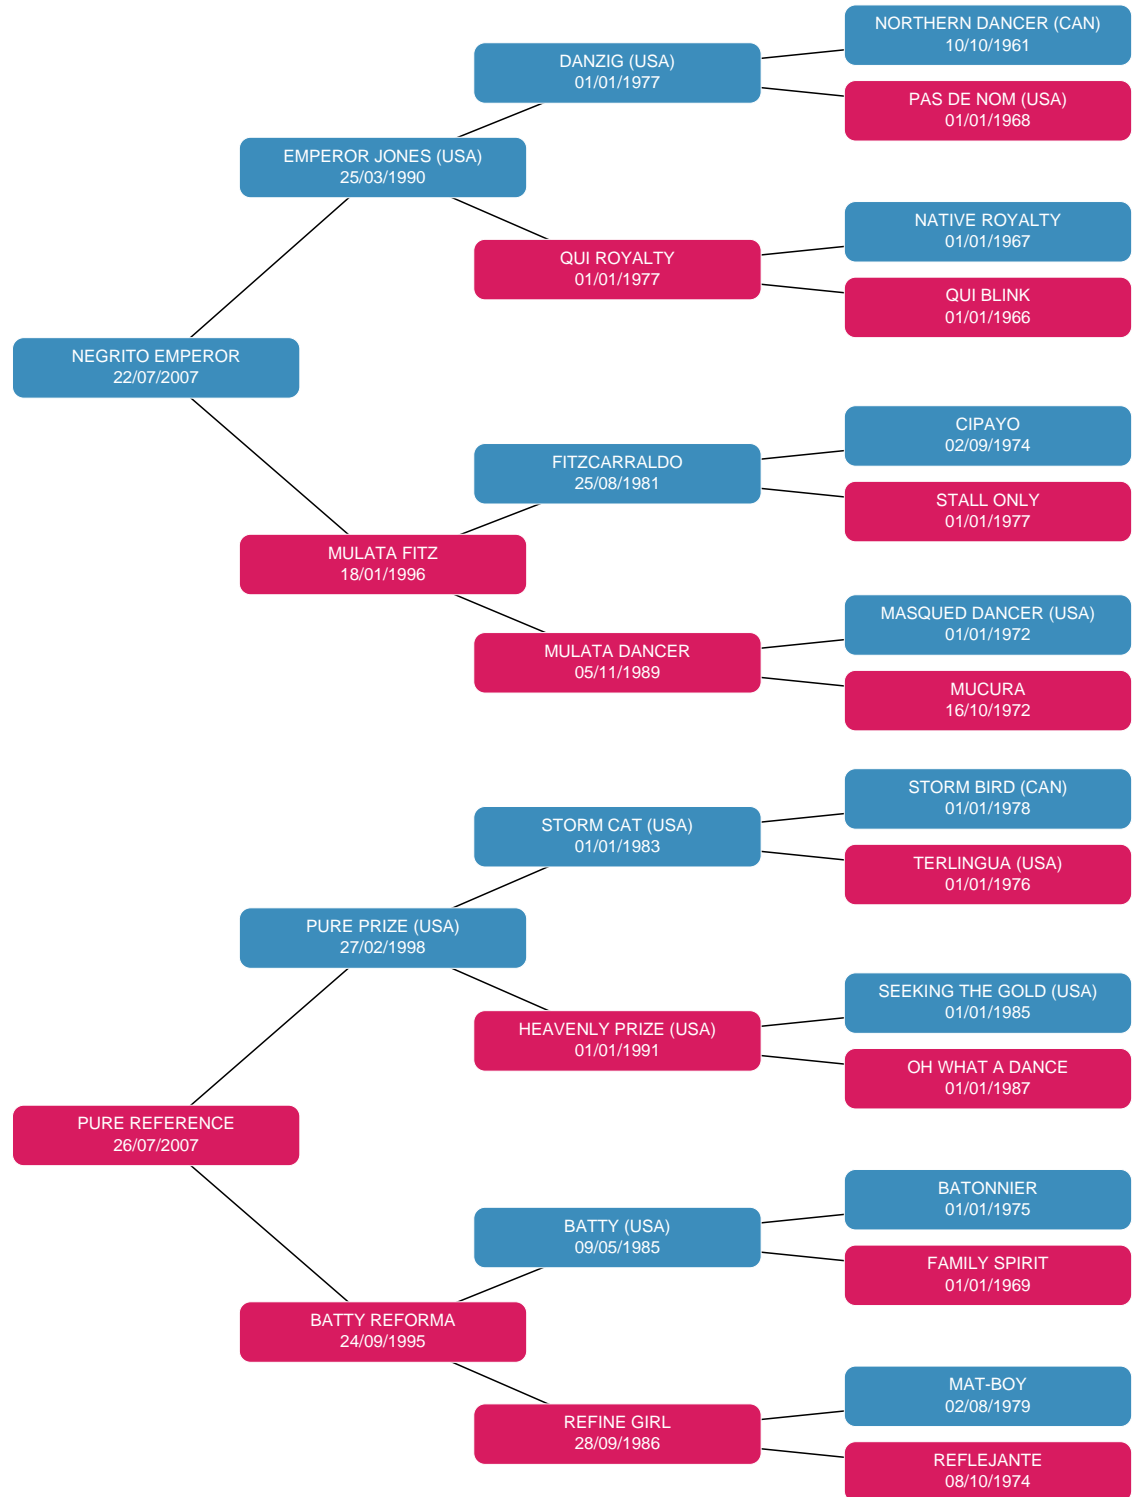 NORTHERN DANCER (CAN)
10/10/1961
DANZIG (USA)
01/01/1977
PAS DE NOM (USA)
01/01/1968
EMPEROR JONES (USA)
25/03/1990
NATIVE ROYALTY
01/01/1967
QUI ROYALTY
01/01/1977
QUI BLINK
01/01/1966
NEGRITO EMPEROR
22/07/2007
CIPAYO
02/09/1974
FITZCARRALDO
25/08/1981
STALL ONLY
01/01/1977
MULATA FITZ
18/01/1996
MASQUED DANCER (USA)
01/01/1972
MULATA DANCER
05/11/1989
MUCURA
16/10/1972
STORM BIRD (CAN)
01/01/1978
STORM CAT (USA)
01/01/1983
TERLINGUA (USA)
01/01/1976
PURE PRIZE (USA)
27/02/1998
SEEKING THE GOLD (USA)
01/01/1985
HEAVENLY PRIZE (USA)
01/01/1991
OH WHAT A DANCE
01/01/1987
PURE REFERENCE
26/07/2007
BATONNIER
01/01/1975
BATTY (USA)
09/05/1985
FAMILY SPIRIT
01/01/1969
BATTY REFORMA
24/09/1995
MAT-BOY
02/08/1979
REFINE GIRL
28/09/1986
REFLEJANTE
08/10/1974